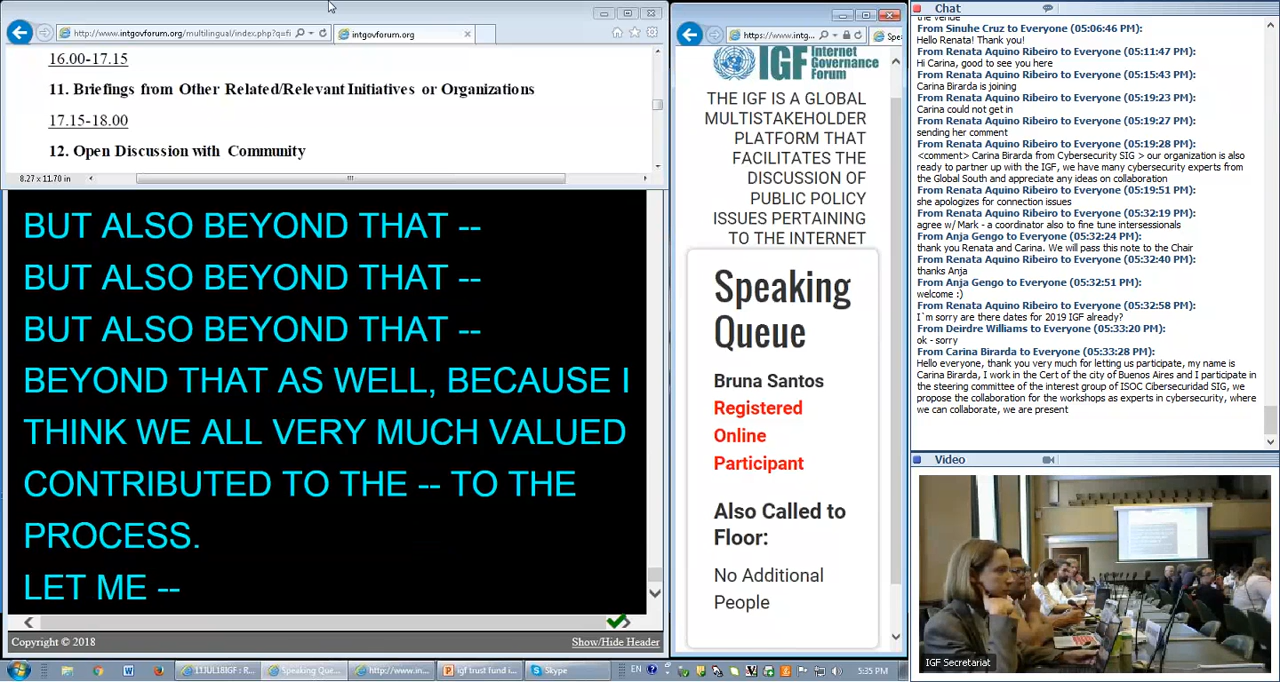 http://www.intgovforum.org/multilingual/index.php?q=fi
intgovforum.org
16.00-17.15
11. Briefings from Other Related/Relevant Initiatives or Organizations
17.15-18.00
12. Open Discussion with Community
8.27 x 11.70 in
BUT ALSO BEYOND THAT --
BUT ALSO BEYOND THAT --
BUT ALSO BEYOND THAT --
BEYOND THAT AS WELL, BECAUSE I
THINK WE ALL VERY MUCH VALUED
CONTRIBUTED TO THE -- TO THE
PROCESS.
LET ME --
Copyright © 2018
Show/Hide Header
https://www.intg...
Spe
IGF Internet
Governance
Forum
THE IGF IS A GLOBAL
MULTISTAKEHOLDER
PLATFORM THAT
FACILITATES THE
DISCUSSION OF
PUBLIC POLICY
ISSUES PERTAINING
TO THE INTERNET
Speaking
Queue
Bruna Santos
Registered
Online
Participant
Also Called to
Floor:
No Additional
People
Chat
the venue
From Sinuhe Cruz to Everyone (05:06:46 PM):
Hello Renata! Thank you!
From Renata Aquino Ribeiro to Everyone (05:11:47 PM):
Hi Carina, good to see you here
From Renata Aquino Ribeiro to Everyone (05:15:43 PM):
Carina Birarda is joining
From Renata Aquino Ribeiro to Everyone (05:19:23 PM):
Carina could not get in
From Renata Aquino Ribeiro to Everyone (05:19:27 PM):
sending her comment
From Renata Aquino Ribeiro to Everyone (05:19:28 PM):
<comment> Carina Birarda from Cybersecurity SIG > our organization is also
ready to partner up with the IGF, we have many cybersecurity experts from
the Global South and appreciate any ideas on collaboration
From Renata Aquino Ribeiro to Everyone (05:19:51 PM):
she apologizes for connection issues
From Renata Aquino Ribeiro to Everyone (05:32:19 PM):
agree w/ Mark - a coordinator also to fine tune intersessionals
From Anja Gengo to Everyone (05:32:24 PM):
thank you Renata and Carina. We will pass this note to the Chair
From Renata Aquino Ribeiro to Everyone (05:32:40 PM):
thanks Anja
From Anja Gengo to Everyone (05:32:51 PM):
welcome :)
From Renata Aquino Ribeiro to Everyone (05:32:58 PM):
I`m sorry are there dates for 2019 IGF already?
From Deirdre Williams to Everyone (05:33:20 PM):
ok - sorry
From Carina Birarda to Everyone (05:33:28 PM):
Hello everyone, thank you very much for letting us participate, my name is
Carina Birarda, I work in the Cert of the city of Buenos Aires and I participate in
the steering committee of the interest group of ISOC Cibersecuridad SIG, we
propose the collaboration for the workshops as experts in cybersecurity, where
we can collaborate, we are present
Video
IGF Secretariat
11JUL18IGF : R...
Speaking Que...
http://www.in...
igf trust fund i...
Skype
EN
5:35 PM